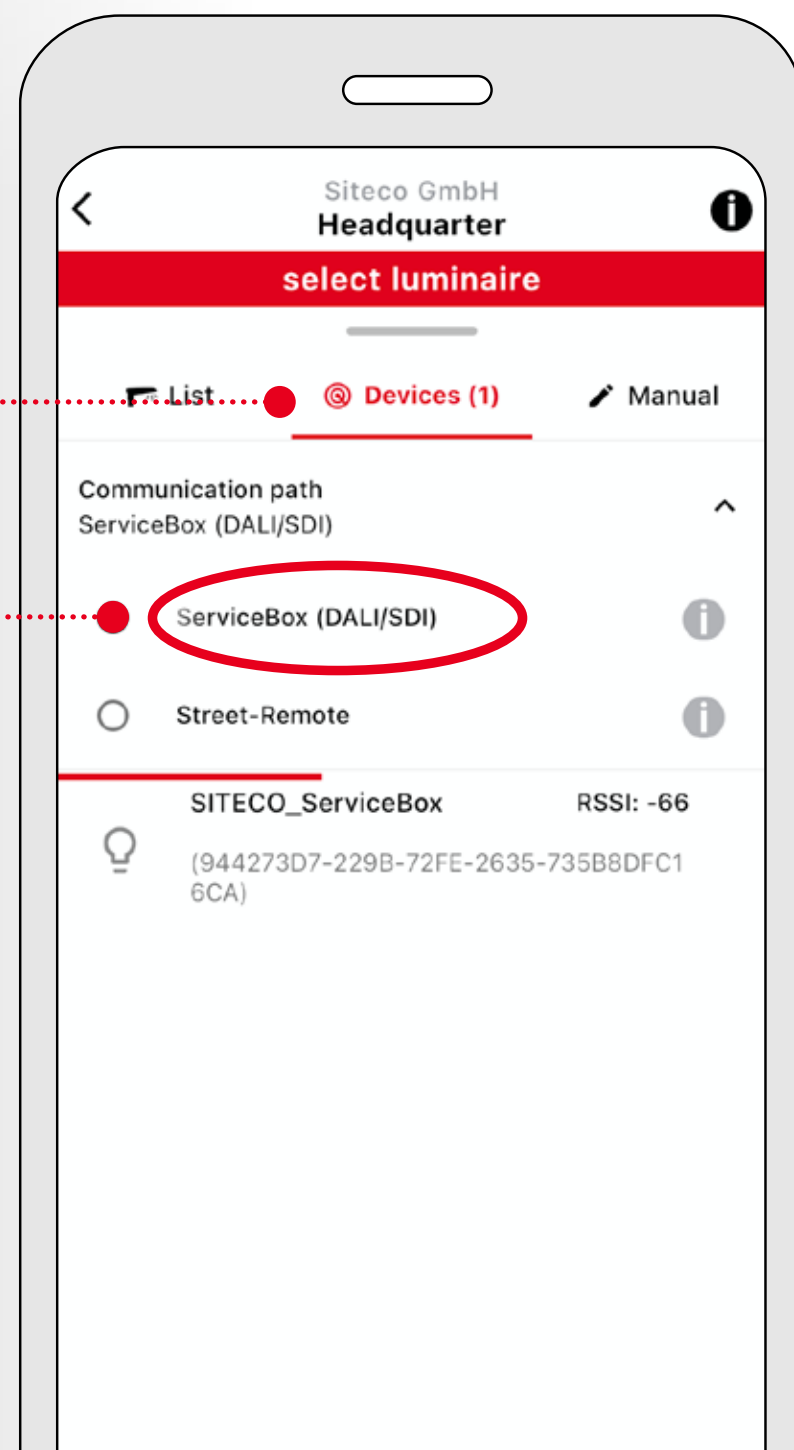 Siteco GmbH
Headquarter
select luminaire
List
Devices (1)
Manual
Communication path
ServiceBox (DALI/SDI)
ServiceBox (DALI/SDI)
Street-Remote
SITECO_ServiceBox RSSI: -66
(944273D7-229B-72FE-2635-735B8DFC1
6CA)